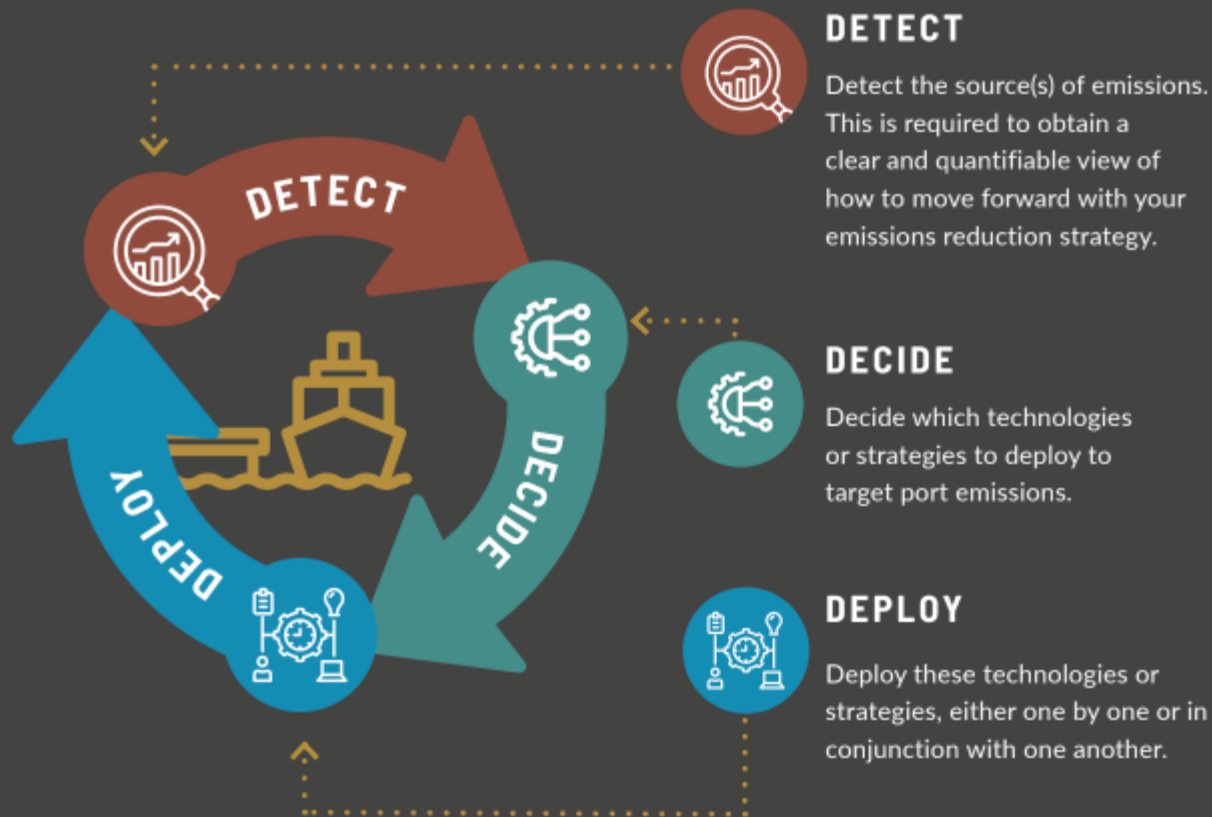 DETECT
Detect the source(s) of emissions.
This is required to obtain a
clear and quantifiable view of
how to move forward with your
emissions reduction strategy.
DETECT
DECIDE
Decide which technologies
or strategies to deploy to
target port emissions.
DECIDE
DEPLOY
DEPLOY
Deploy these technologies or
strategies, either one by one or in
conjunction with one another.